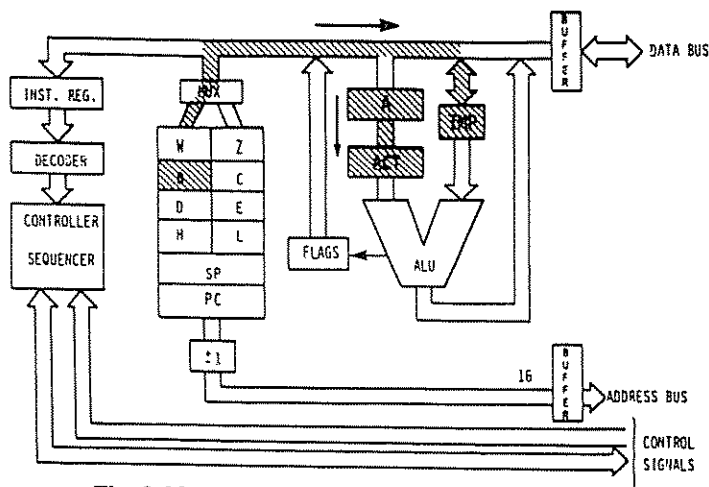 BUFFER
DATA BUS
MUX
INST. REG.
A
TMP
W
Z
DECODER
ACT
B
C
D
E
CONTROLLER
SEQUENCER
H
L
FLAGS
ALU
SP
PC
±1
16
BUFFER
ADDRESS BUS
CONTROL
SIGNALS